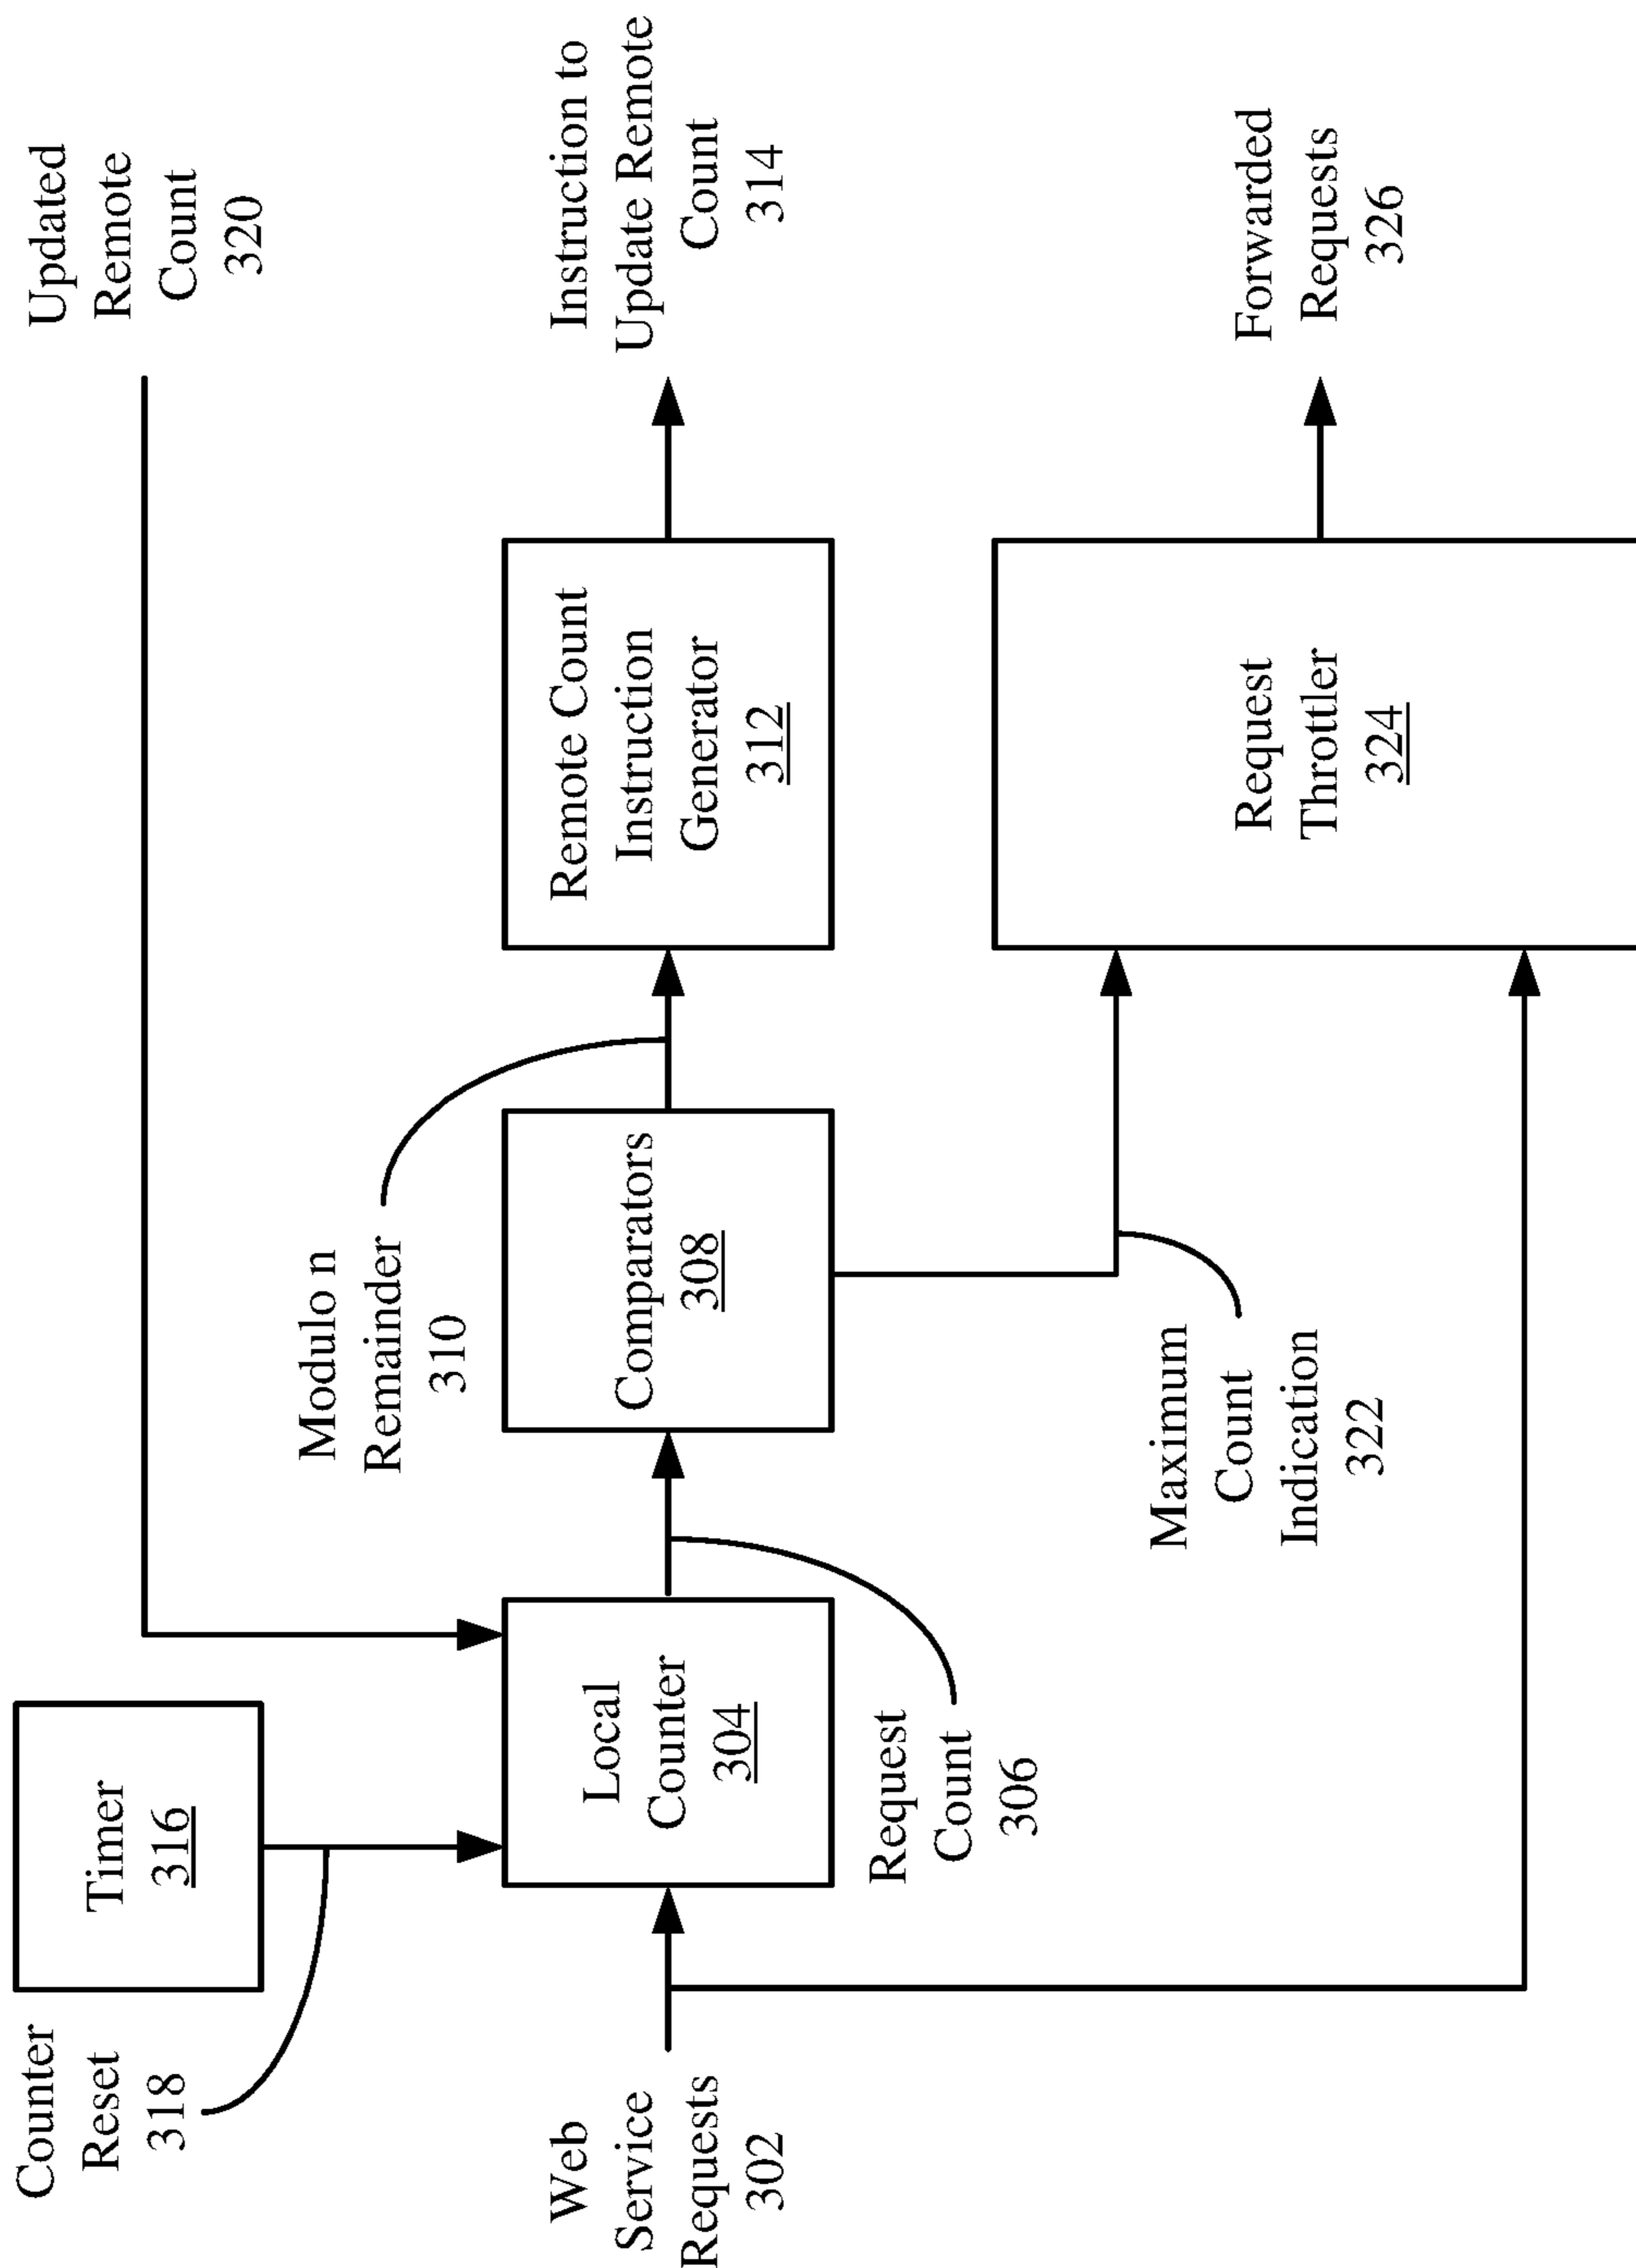 Counter
Reset
318
Timer
316
Updated
Remote
Count
320
Web
Service
Requests
302
Local
Counter
304
Request
Count
306
Modulo n
Remainder
310
Comparators
308
Maximum
Count
Indication
322
Remote Count
Instruction
Generator
312
Instruction to
Update Remote
Count
314
Request
Throttler
324
Forwarded
Requests
326